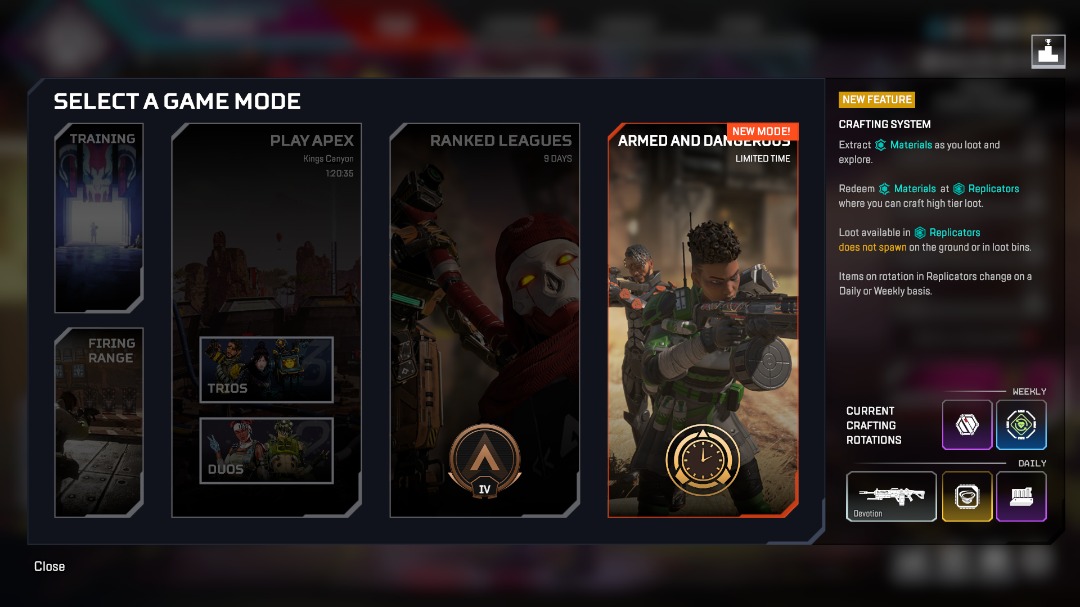 SELECT A GAME MODE
TRAINING
FIRING
RANGE
PLAY APEX
Kings Canyon
1:20:35
TRIOS
DUOS
RANKED LEAGUES
9 DAYS
IV
NEW MODE!
ARMED AND DANGEROUS
LIMITED TIME
NEW FEATURE
CRAFTING SYSTEM
Extract Materials as you loot and
explore.
Redeem Materials at Replicators
where you can craft high tier loot.
Loot available in Replicators
does not spawn on the ground or in loot bins.
Items on rotation in Replicators change on a
Daily or Weekly basis.
WEEKLY
CURRENT
CRAFTING
ROTATIONS
DAILY
Devotion
Close